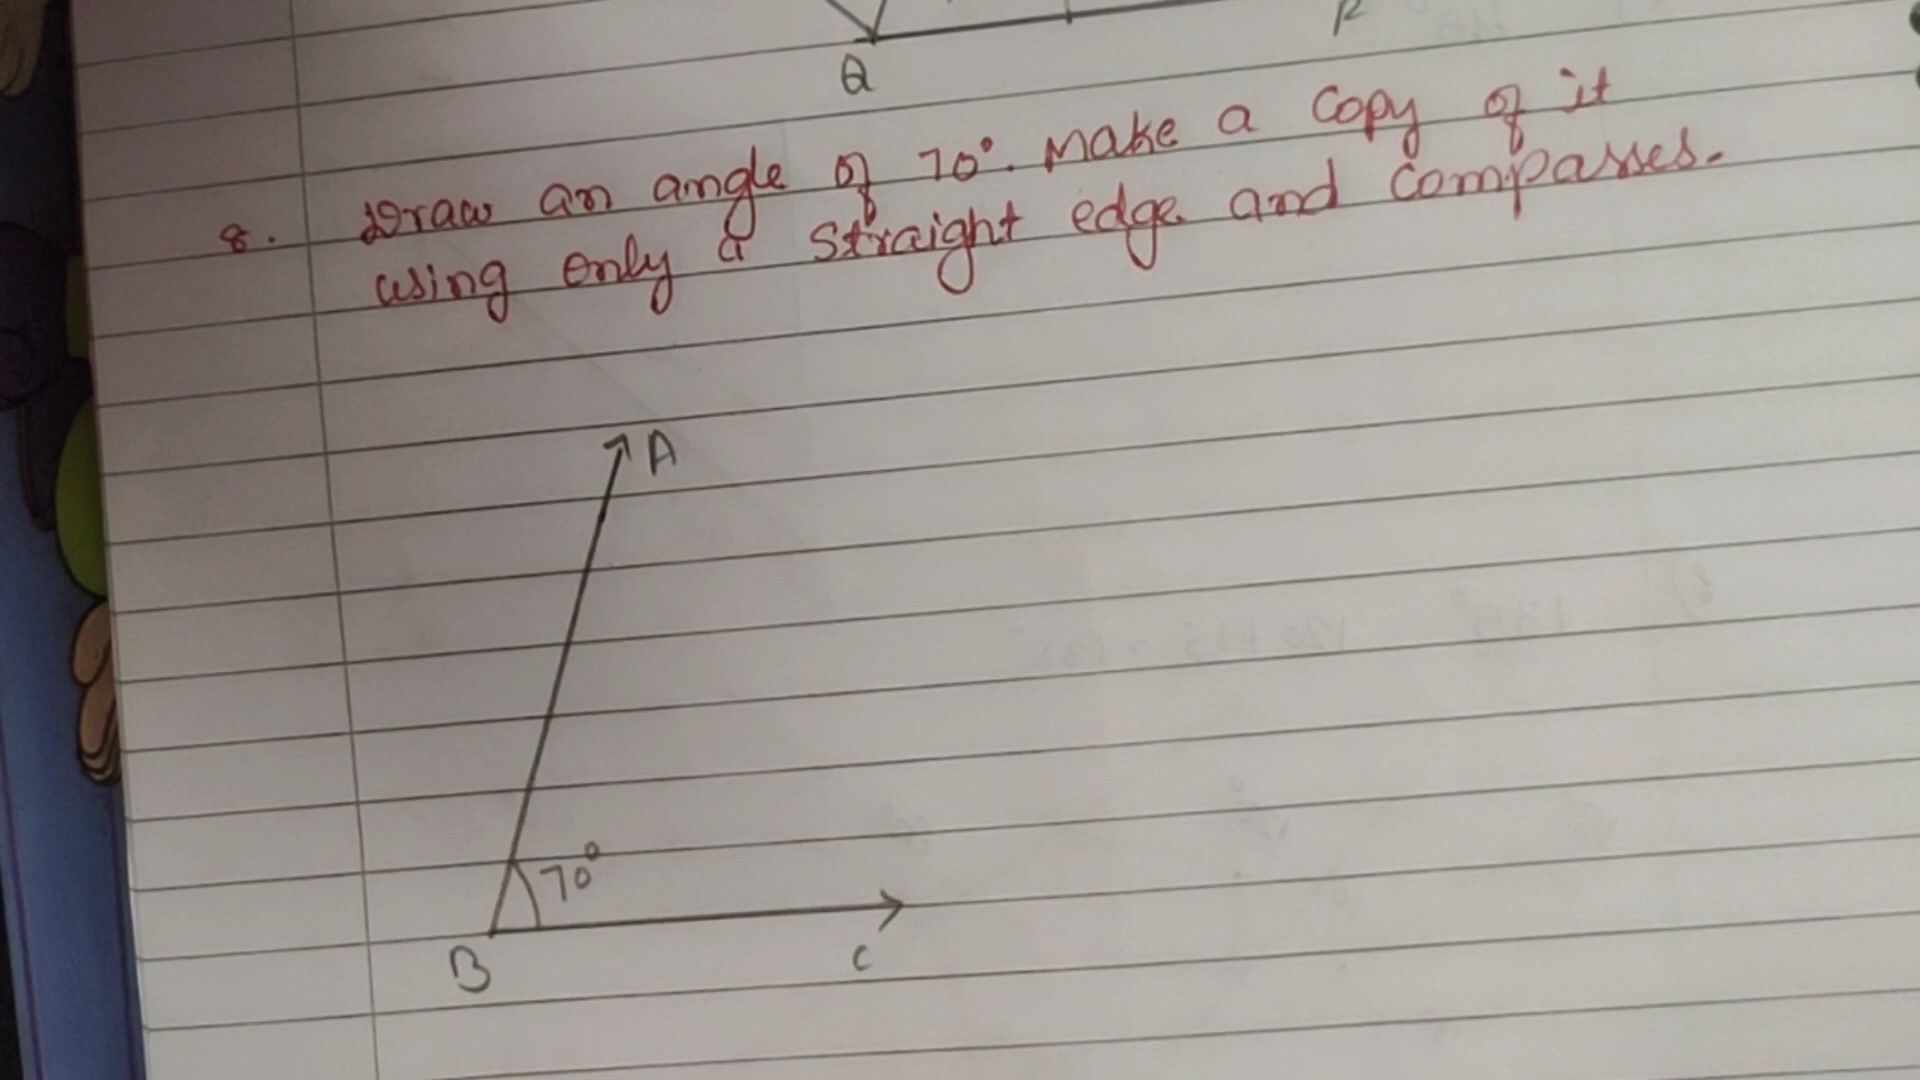 Q
8. Draw an angle of 70°. Make a copy of it
using only a straight edge and compasses.
A
70°
B
C